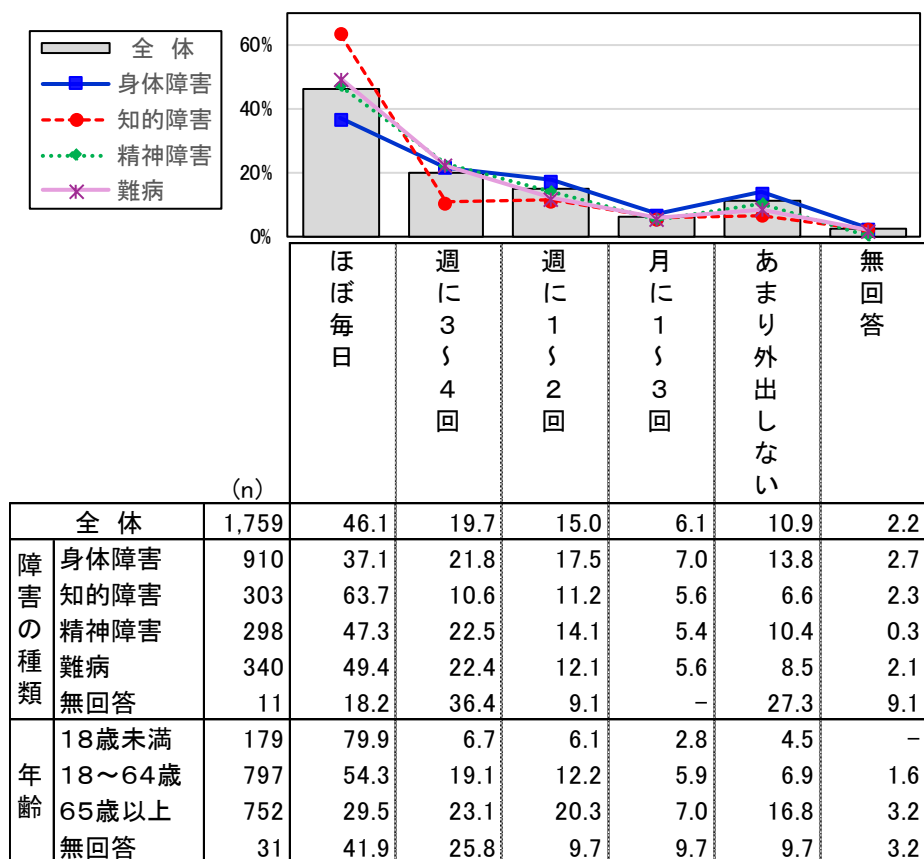 60%
40%
20%
0%
全 体
身体障害
知的障害
精神障害
難病
(n)
ほぼ毎日
週に3～4回
週に1～2回
月に1～3回
あまり外出しない
無回答
全 体 1,759 46.1 19.7 15.0 6.1 10.9 2.2
障害の種類
身体障害 910 37.1 21.8 17.5 7.0 13.8 2.7
知的障害 303 63.7 10.6 11.2 5.6 6.6 2.3
精神障害 298 47.3 22.5 14.1 5.4 10.4 0.3
難病 340 49.4 22.4 12.1 5.6 8.5 2.1
無回答 11 18.2 36.4 9.1 － 27.3 9.1
年齢
18歳未満 179 79.9 6.7 6.1 2.8 4.5 －
18～64歳 797 54.3 19.1 12.2 5.9 6.9 1.6
65歳以上 752 29.5 23.1 20.3 7.0 16.8 3.2
無回答 31 41.9 25.8 9.7 9.7 9.7 3.2